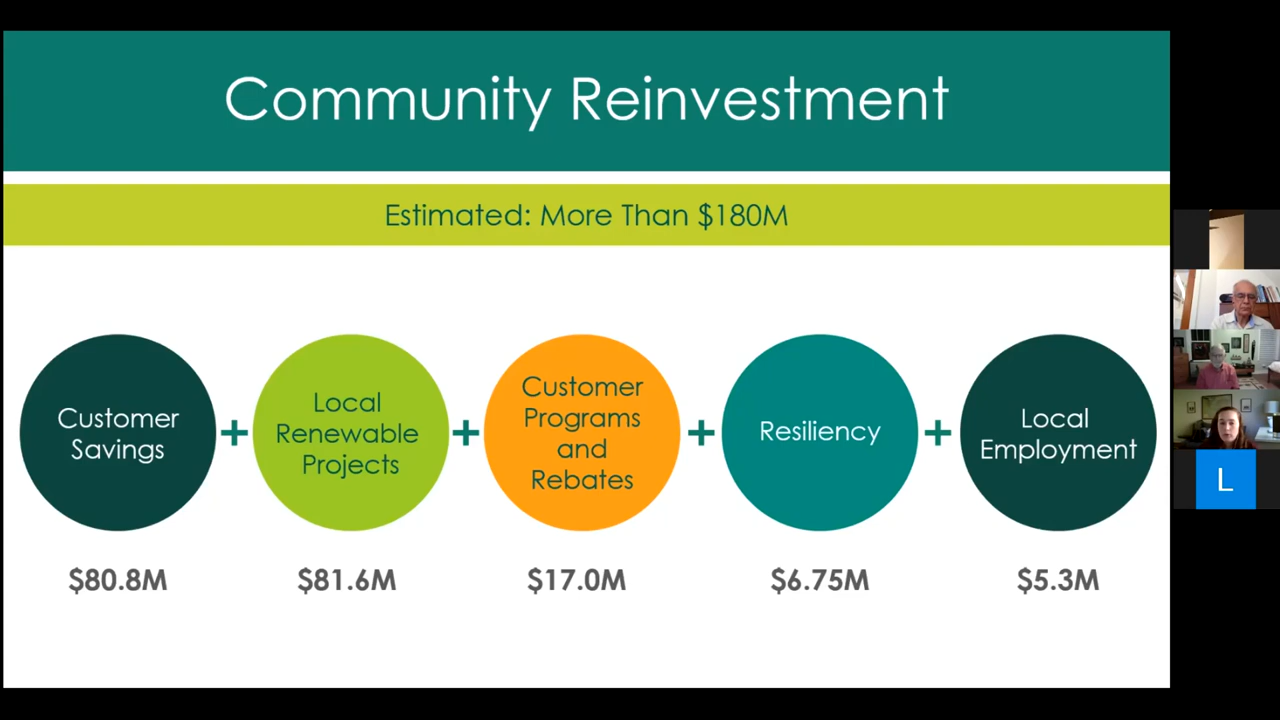 Community Reinvestment
Estimated: More Than $180M
Customer
Savings
+
Local
Renewable
Projects
+
Customer
Programs
and
Rebates
+
Resiliency
+
Local
Employment
$80.8M
$81.6M
$17.0M
$6.75M
$5.3M
L